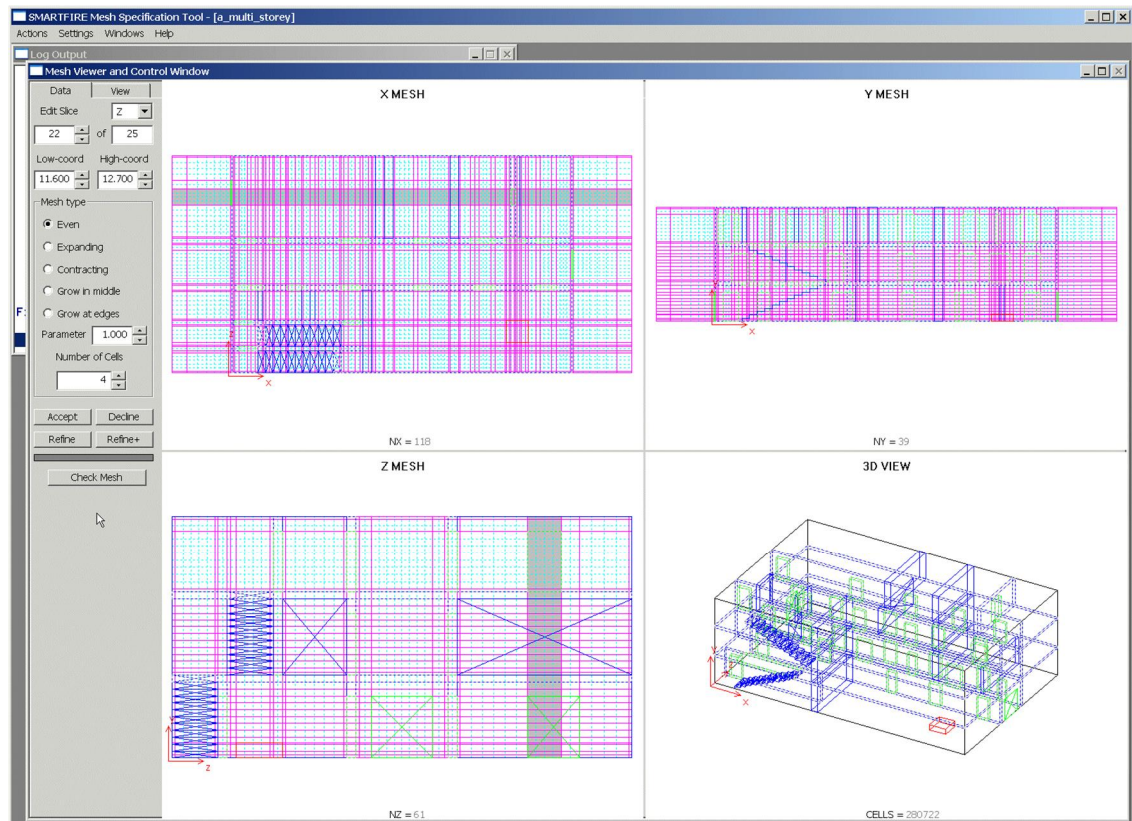 SMARTFIRE Mesh Specification Tool - [a_multi_storey]
Actions Settings Windows Help
Log Output
Mesh Viewer and Control Window
Data View
Edit Slice Z
22 of 25
Low-coord High-coord
11.600 12.700
Mesh type
Even
Expanding
Contracting
Grow in middle
Grow at edges
Parameter 1.000
Number of Cells
4
Accept Decline
Refine Refine+
Check Mesh
F:
X MESH
X
NX = 118
Y MESH
X
NY = 39
Z MESH
Y
Z
NZ = 61
3D VIEW
Y
Z
X
CELLS = 280722